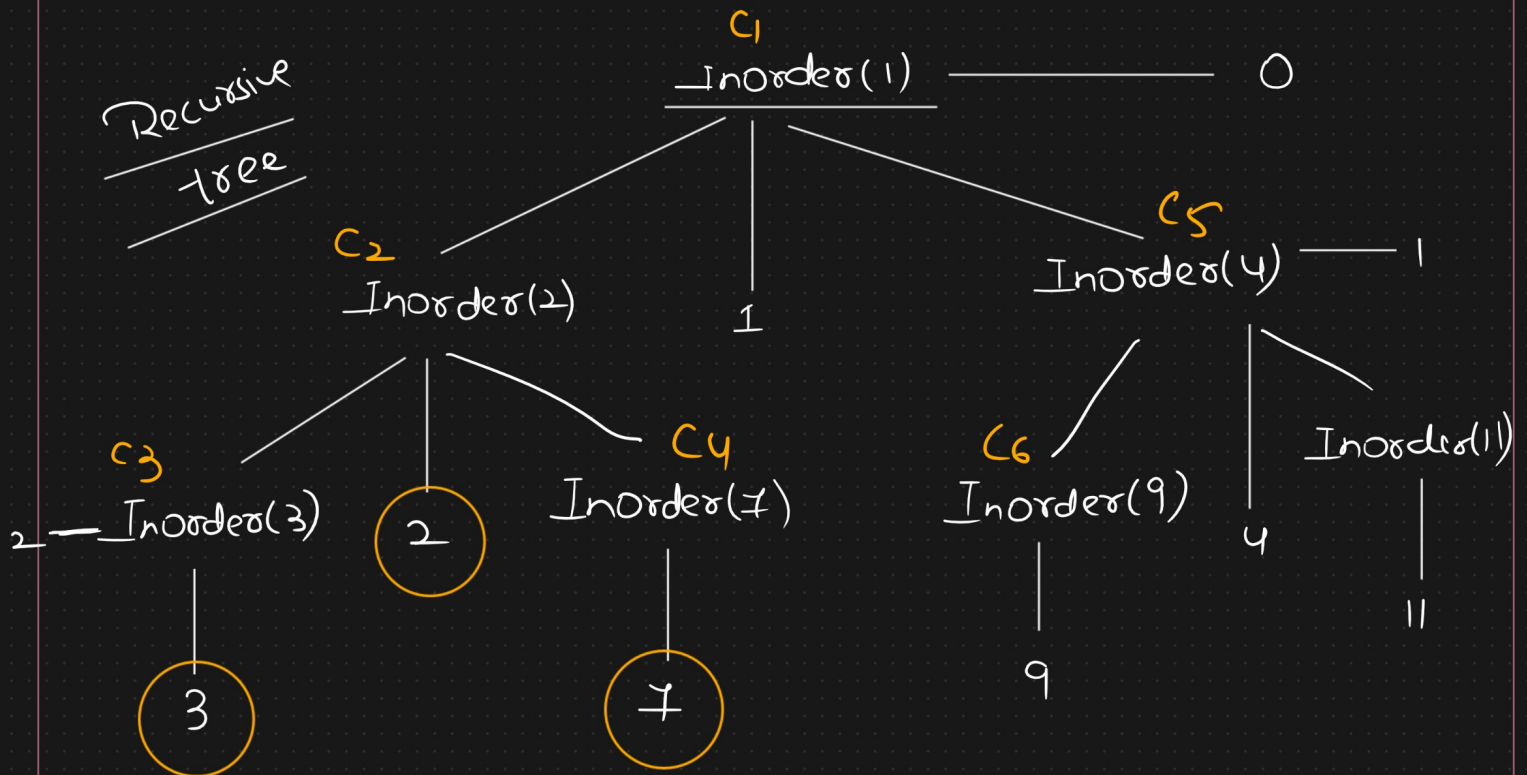 C1
Inorder(1) 0
Recursive
tree
C5
C2
Inorder(4) 1
Inorder(2)
1
C3
C4
C6
Inorder(11)
2 Inorder(3)
2
Inorder(7)
Inorder(9)
4
11
3
7
9